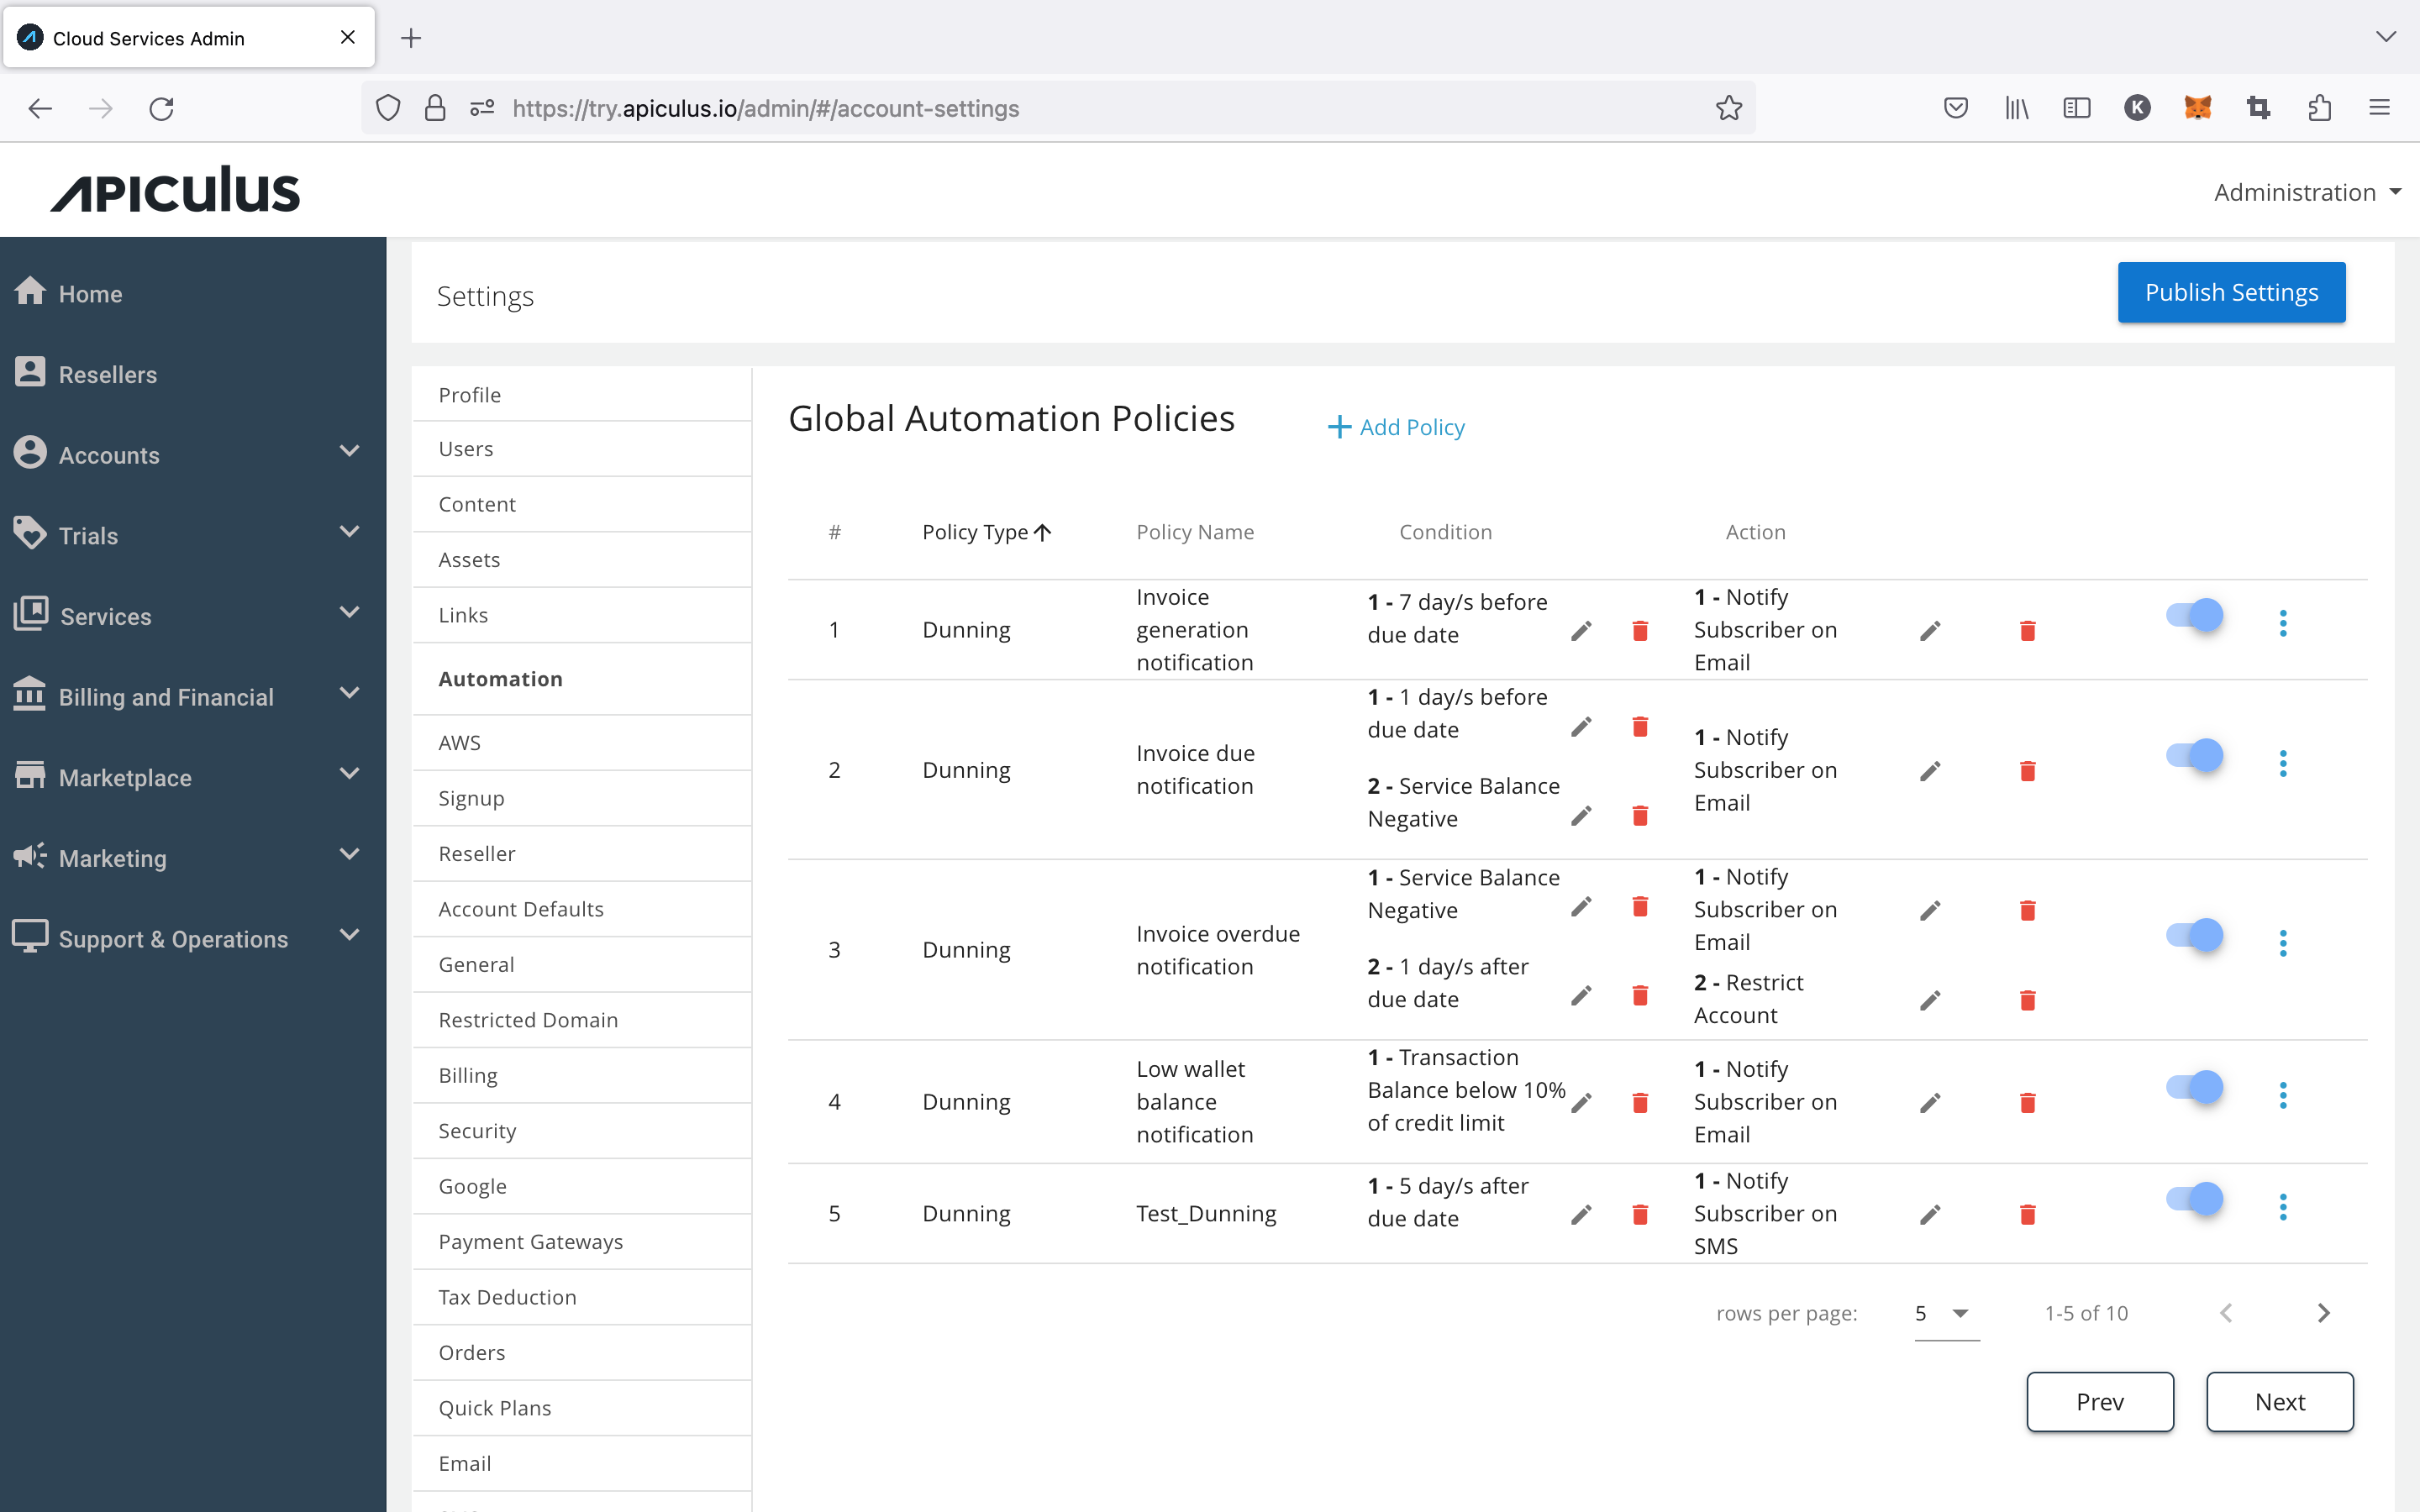 Cloud Services Admin
https://try.apiculus.io/admin/#/account-settings
K
APICULUS
Administration
Home
Resellers
Accounts
Trials
Services
Billing and Financial
Marketplace
Marketing
Support & Operations
Settings
Publish Settings
Profile
Users
Content
Assets
Links
Automation
AWS
Signup
Reseller
Account Defaults
General
Restricted Domain
Billing
Security
Google
Payment Gateways
Tax Deduction
Orders
Quick Plans
Email
Global Automation Policies
Add Policy
# Policy Type Policy Name Condition Action
1 Dunning
Invoice
generation
notification
1 - 7 day/s before
due date
1 - Notify
Subscriber on
Email
2 Dunning
Invoice due
notification
1 - 1 day/s before
due date
2 - Service Balance
Negative
1 - Notify
Subscriber on
Email
3 Dunning
Invoice overdue
notification
1 - Service Balance
Negative
2 - 1 day/s after
due date
1 - Notify
Subscriber on
Email
2 - Restrict
Account
4 Dunning
Low wallet
balance
notification
1 - Transaction
Balance below 10%
of credit limit
1 - Notify
Subscriber on
Email
5 Dunning
Test_Dunning
1 - 5 day/s after
due date
1 - Notify
Subscriber on
SMS
rows per page: 5 1-5 of 10
Prev Next